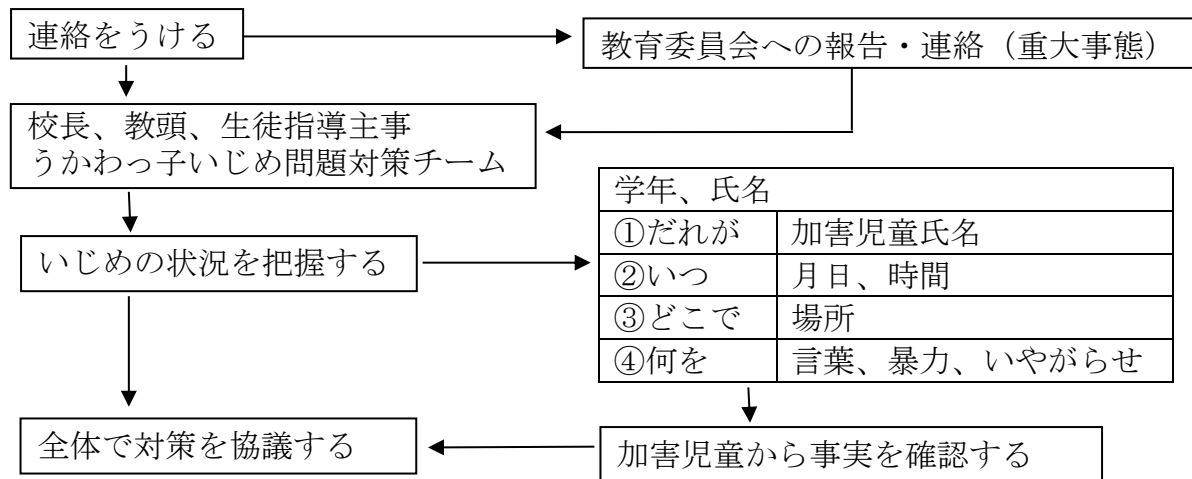 連絡をうける
教育委員会への報告・連絡（重大事態）
校長、教頭、生徒指導主事
うかわっ子いじめ問題対策チーム
いじめの状況を把握する
学年、氏名
①だれが 加害児童氏名
②いつ 月日、時間
③どこで 場所
④何を 言葉、暴力、いやがらせ
全体で対策を協議する
加害児童から事実を確認する